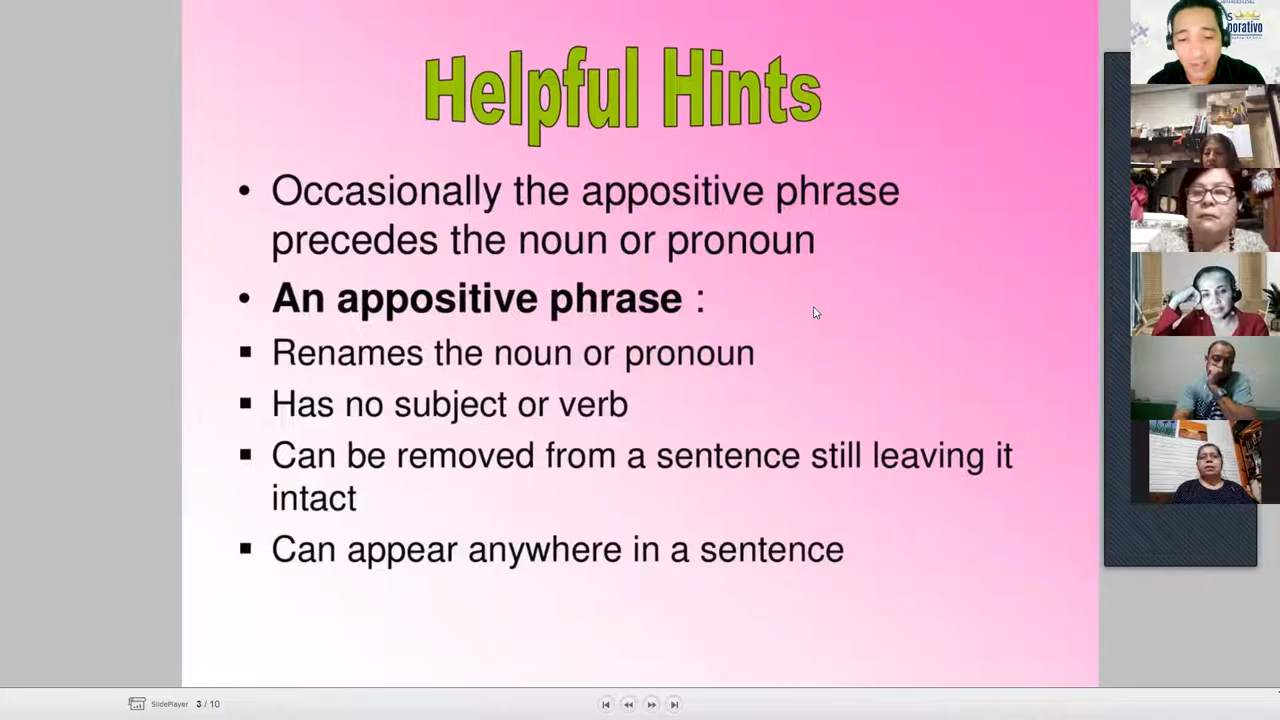 Helpful Hints
• Occasionally the appositive phrase
precedes the noun or pronoun
• An appositive phrase :
▪ Renames the noun or pronoun
▪ Has no subject or verb
▪ Can be removed from a sentence still leaving it
intact
▪ Can appear anywhere in a sentence
SlidePlayer 3 / 10